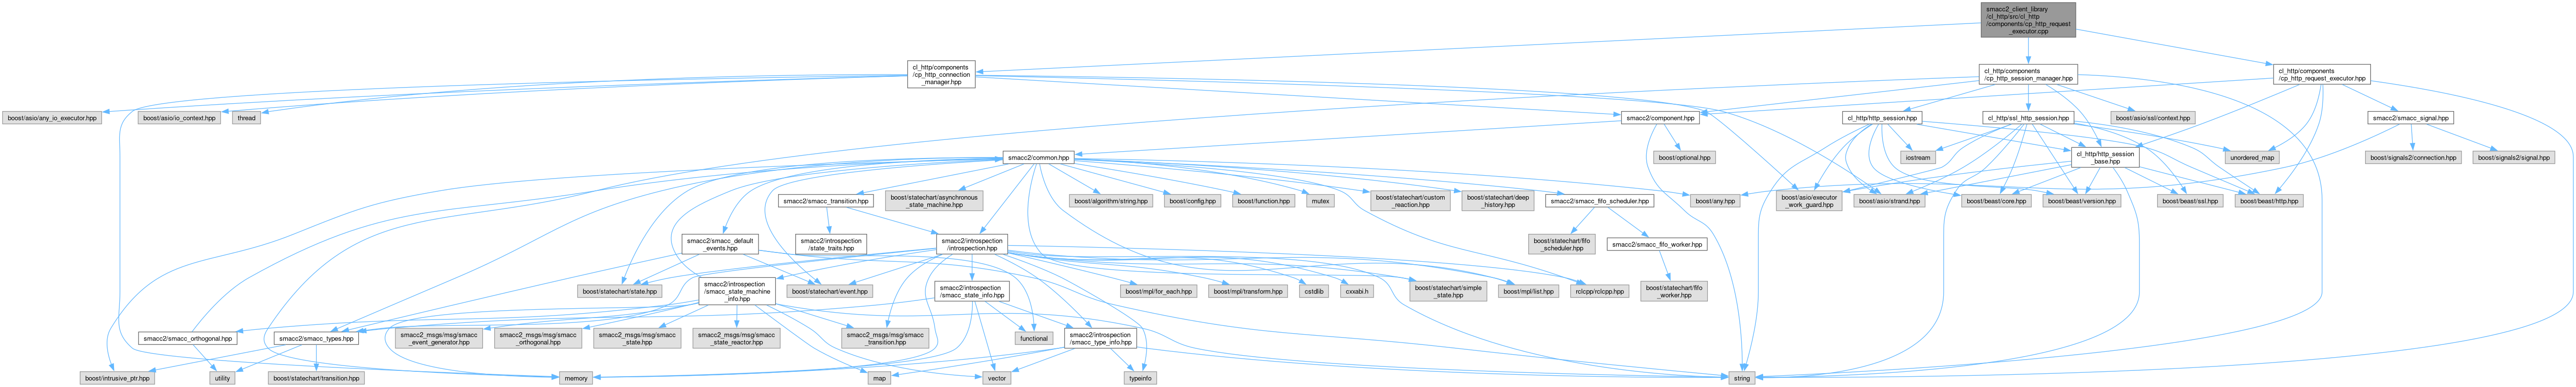 smacc2_client_library
/cl_http/src/cl_http
/components/cp_http_request
_executor.cpp
cl_http/components
/cp_http_connection
_manager.hpp
cl_http/components
/cp_http_session_manager.hpp
cl_http/components
/cp_http_request_executor.hpp
boost/asio/any_io_executor.hpp
boost/asio/io_context.hpp
thread
smacc2/component.hpp
cl_http/http_session.hpp
cl_http/ssl_http_session.hpp
boost/asio/ssl/context.hpp
smacc2/smacc_signal.hpp
smacc2/common.hpp
boost/optional.hpp
iostream
cl_http/http_session
_base.hpp
unordered_map
boost/signals2/connection.hpp
boost/signals2/signal.hpp
smacc2/smacc_transition.hpp
boost/statechart/asynchronous
_state_machine.hpp
boost/algorithm/string.hpp
boost/config.hpp
boost/function.hpp
mutex
boost/statechart/custom
_reaction.hpp
boost/statechart/deep
_history.hpp
smacc2/smacc_fifo_scheduler.hpp
boost/any.hpp
boost/asio/executor
_work_guard.hpp
boost/asio/strand.hpp
boost/beast/core.hpp
boost/beast/version.hpp
boost/beast/ssl.hpp
boost/beast/http.hpp
smacc2/smacc_default
_events.hpp
smacc2/introspection
/state_traits.hpp
smacc2/introspection
/introspection.hpp
boost/statechart/fifo
_scheduler.hpp
smacc2/smacc_fifo_worker.hpp
boost/statechart/state.hpp
smacc2/introspection
/smacc_state_machine
_info.hpp
boost/statechart/event.hpp
smacc2/introspection
/smacc_state_info.hpp
boost/mpl/for_each.hpp
boost/mpl/transform.hpp
cstdlib
cxxabi.h
boost/statechart/simple
_state.hpp
boost/mpl/list.hpp
rclcpp/rclcpp.hpp
boost/statechart/fifo
_worker.hpp
smacc2/smacc_orthogonal.hpp
smacc2/smacc_types.hpp
smacc2_msgs/msg/smacc
_event_generator.hpp
smacc2_msgs/msg/smacc
_orthogonal.hpp
smacc2_msgs/msg/smacc
_state.hpp
smacc2_msgs/msg/smacc
_state_reactor.hpp
smacc2_msgs/msg/smacc
_transition.hpp
functional
smacc2/introspection
/smacc_type_info.hpp
boost/intrusive_ptr.hpp
utility
boost/statechart/transition.hpp
memory
map
vector
typeinfo
string